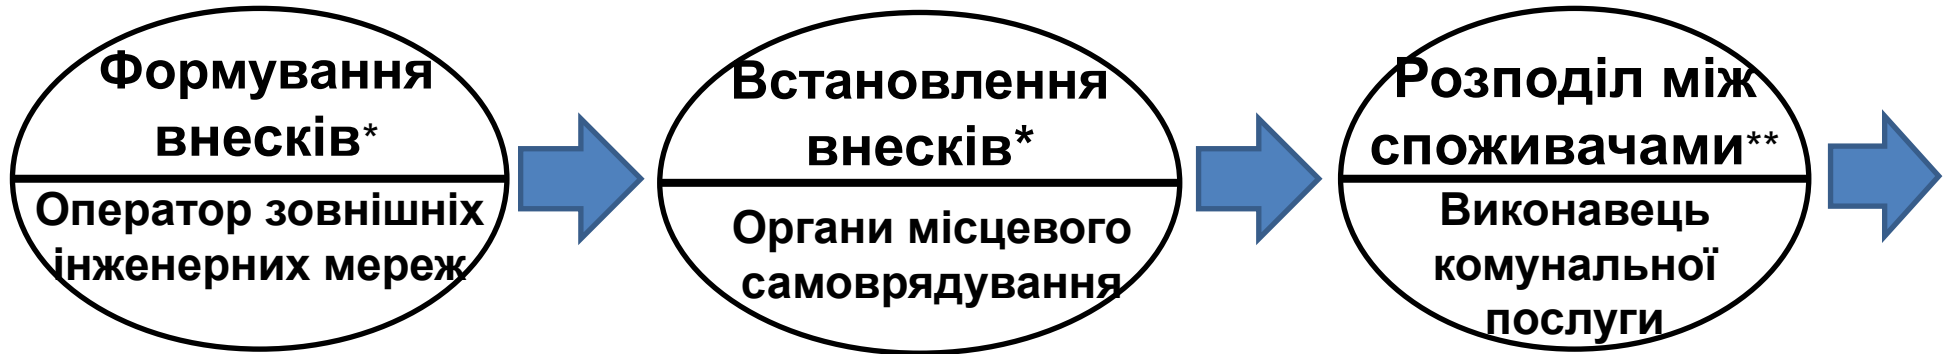 Формування
внесків*
Оператор зовнішніх
інженерних мереж
Встановлення
внесків*
Органи місцевого
самоврядування
Розподіл між
споживачами**
Виконавець
комунальної
послуги